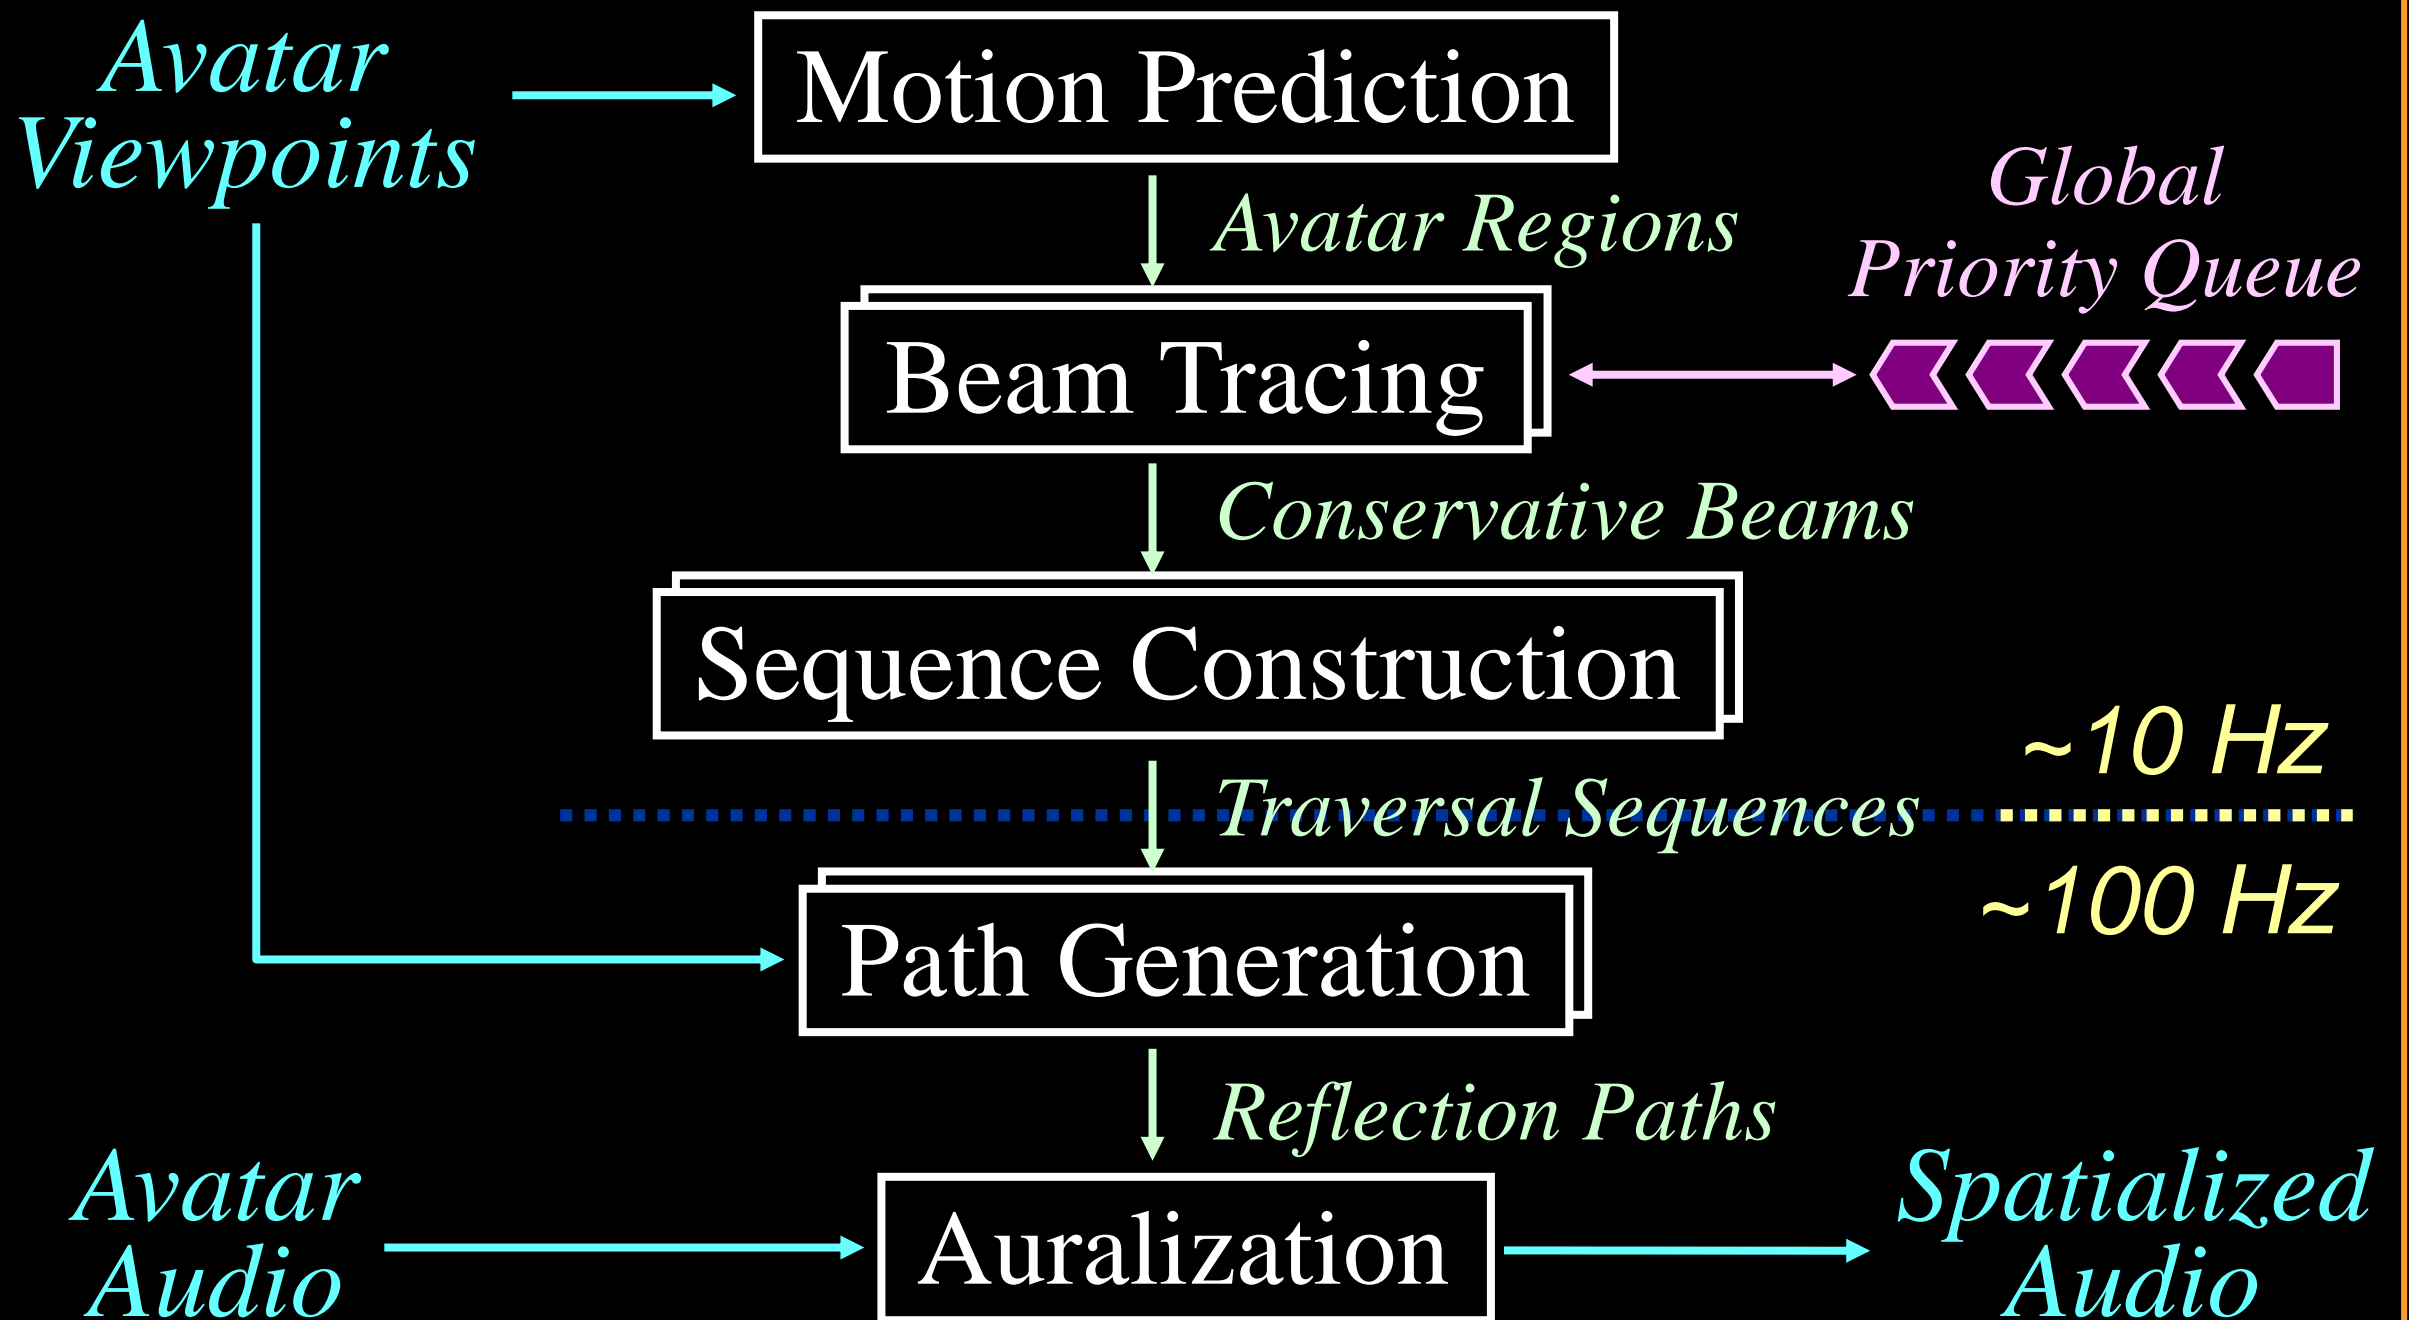 Avatar
Viewpoints
Motion Prediction
Avatar Regions
Global
Priority Queue
Beam Tracing
Conservative Beams
Sequence Construction
~10 Hz
Traversal Sequences
~100 Hz
Path Generation
Reflection Paths
Avatar
Audio
Auralization
Spatialized
Audio